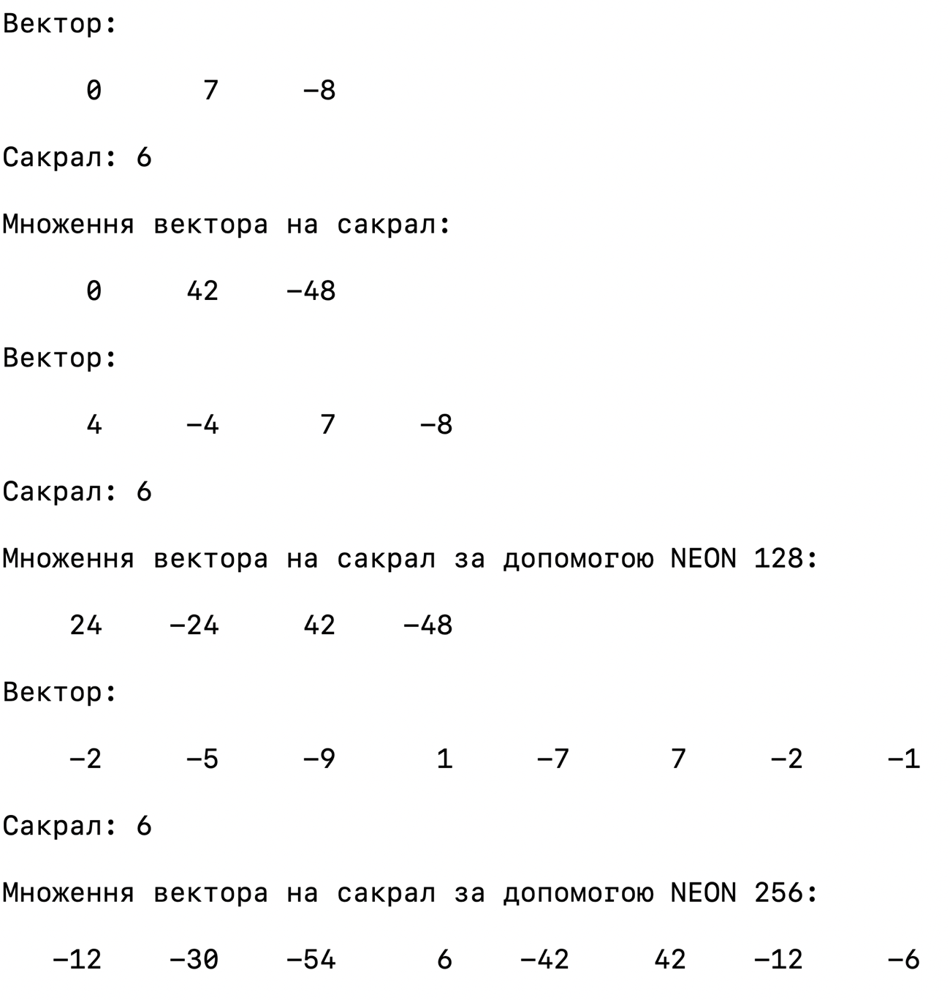 Вектор:
0 7 −8
Сакрал: 6
Множення вектора на сакрал:
0 42 −48
Вектор:
4 −4 7 −8
Сакрал: 6
Множення вектора на сакрал за допомогою NEON 128:
24 −24 42 −48
Вектор:
−2 −5 −9 1 −7 7 −2 −1
Сакрал: 6
Множення вектора на сакрал за допомогою NEON 256:
−12 −30 −54 6 −42 42 −12 −6